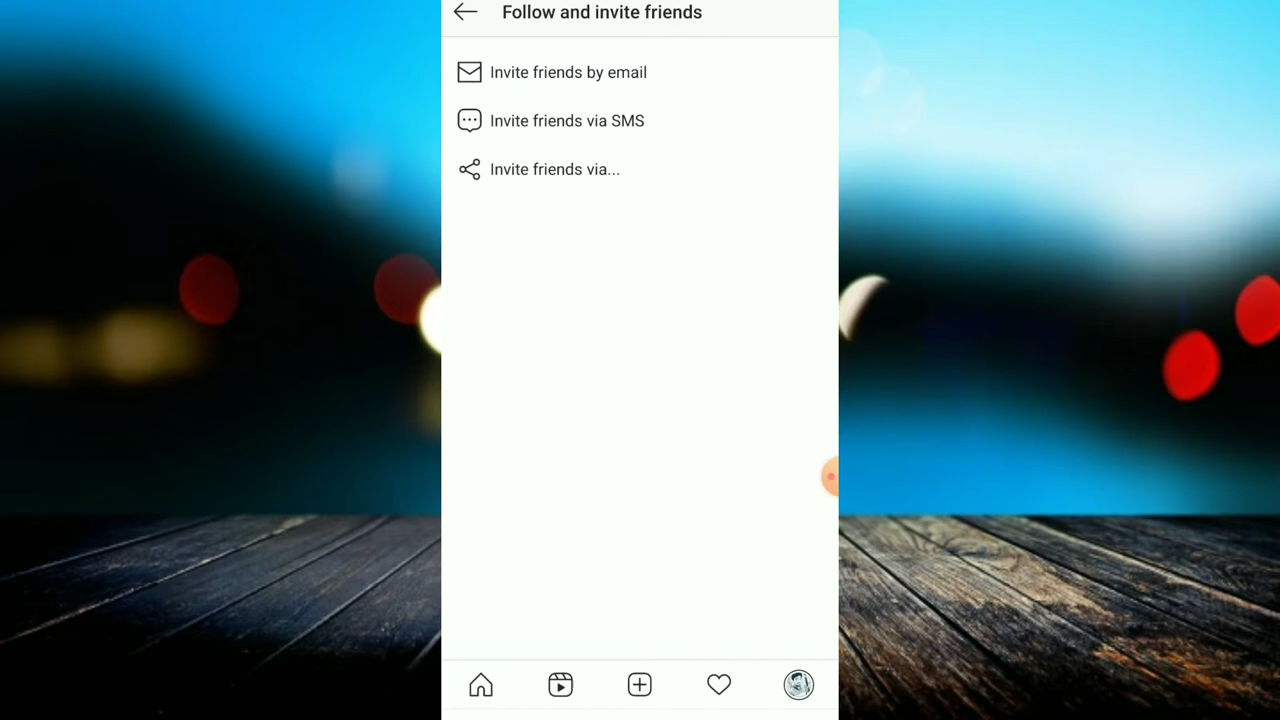 Follow and invite friends
Invite friends by email
Invite friends via SMS
Invite friends via...